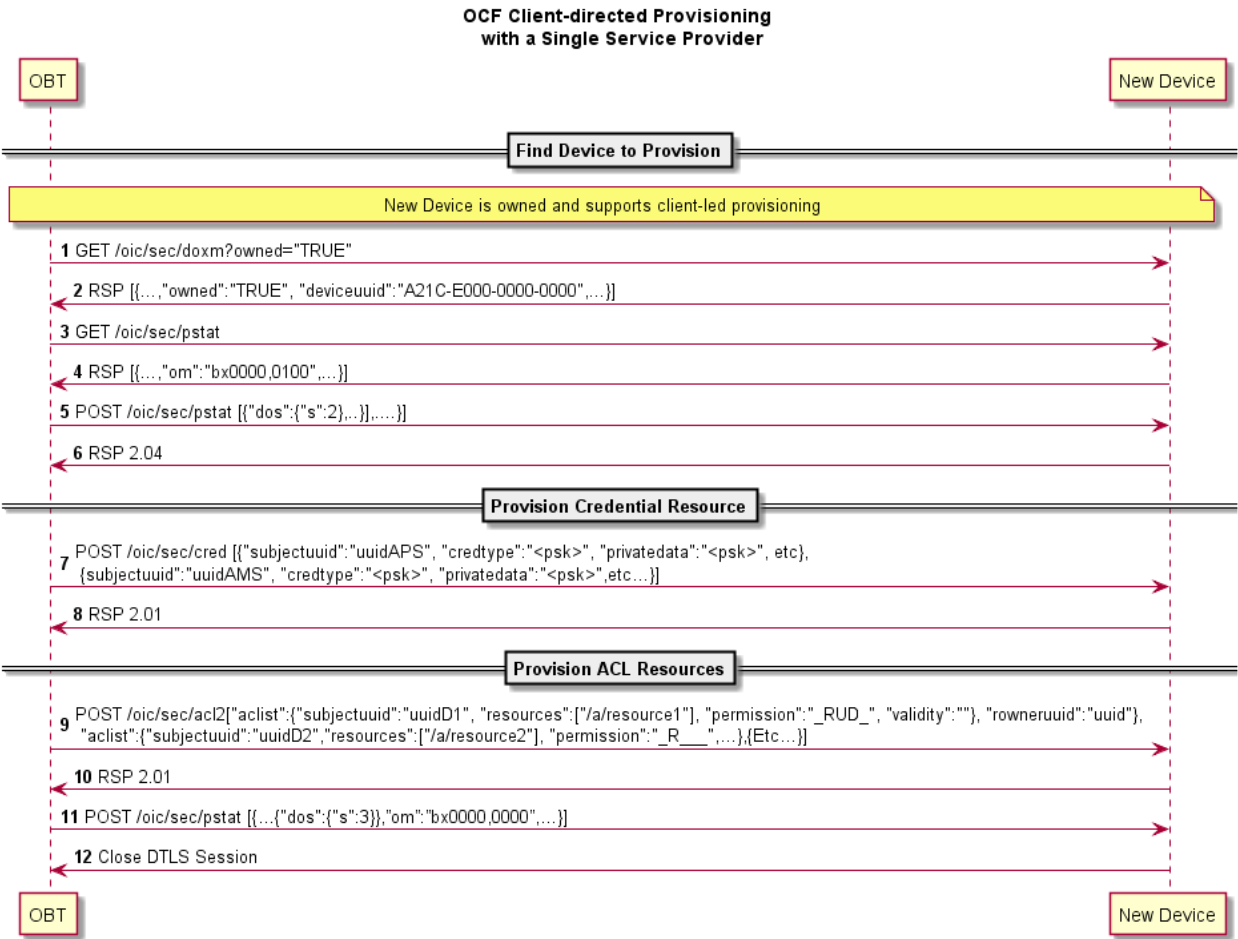 OCF Client-directed Provisioning
with a Single Service Provider
OBT
New Device
Find Device to Provision
New Device is owned and supports client-led provisioning
1 GET /oic/sec/doxm?owned="TRUE"
2 RSP [{...,"owned":"TRUE", "deviceuuid":"A21C-E000-0000-0000",...}]
3 GET /oic/sec/pstat
4 RSP [{...,"om":"bx0000,0100",...}]
5 POST /oic/sec/pstat [{"dos":{"s":2},..}],....}]
6 RSP 2.04
Provision Credential Resource
7 POST /oic/sec/cred [{"subjectuuid":"uuidAPS", "credtype":"<psk>", "privatedata":"<psk>", etc},
{subjectuuid":"uuidAMS", "credtype":"<psk>", "privatedata":"<psk>",etc...}]
8 RSP 2.01
Provision ACL Resources
9 POST /oic/sec/acl2["aclist":{"subjectuuid":"uuidD1", "resources":["/a/resource1"], "permission":"_RUD_", "validity":""}, "rowneruuid":"uuid"},
"aclist":{"subjectuuid":"uuidD2","resources":["/a/resource2"], "permission":"_R___",...},{Etc...}]
10 RSP 2.01
11 POST /oic/sec/pstat [{...{"dos":{"s":3}},"om":"bx0000,0000",...}]
12 Close DTLS Session
OBT
New Device